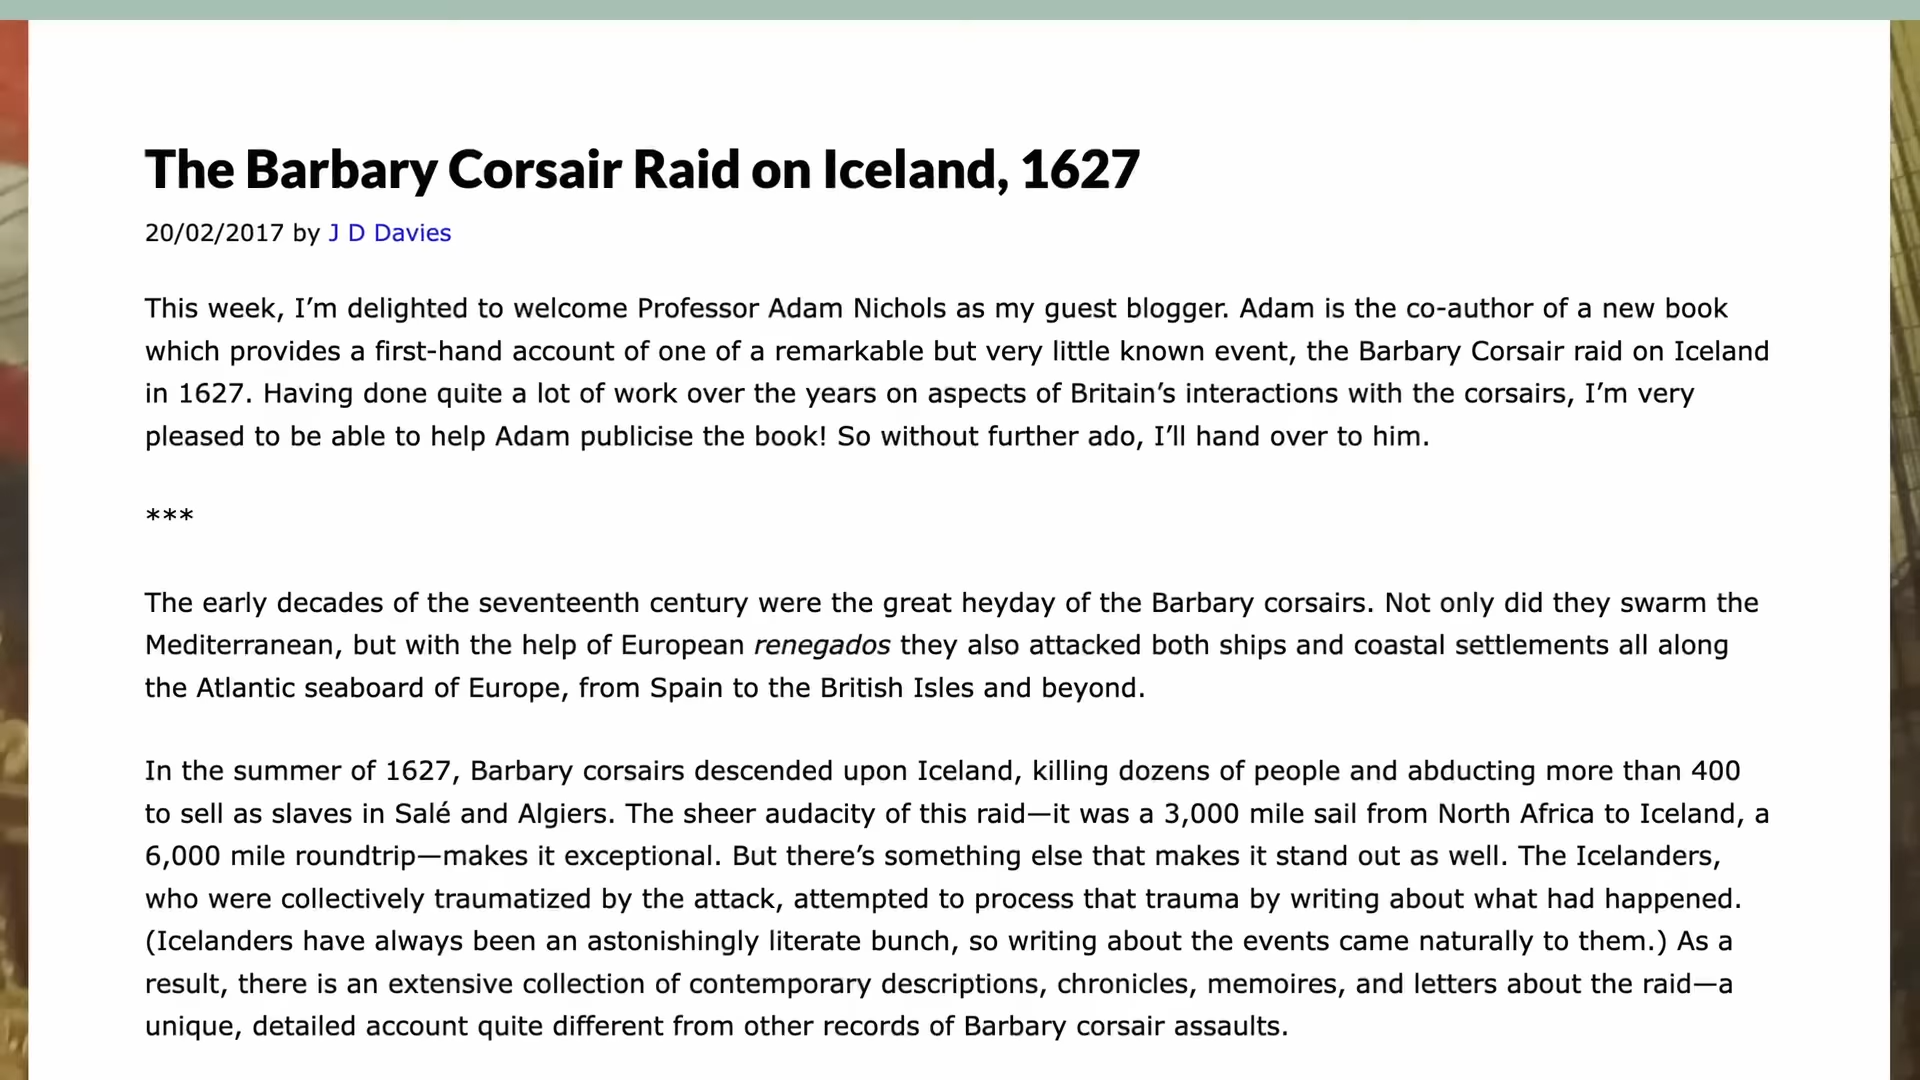 The Barbary Corsair Raid on Iceland, 1627
20/02/2017 by J D Davies
This week, I’m delighted to welcome Professor Adam Nichols as my guest blogger. Adam is the co-author of a new book
which provides a first-hand account of one of a remarkable but very little known event, the Barbary Corsair raid on Iceland
in 1627. Having done quite a lot of work over the years on aspects of Britain’s interactions with the corsairs, I’m very
pleased to be able to help Adam publicise the book! So without further ado, I’ll hand over to him.
***
The early decades of the seventeenth century were the great heyday of the Barbary corsairs. Not only did they swarm the
Mediterranean, but with the help of European renegados they also attacked both ships and coastal settlements all along
the Atlantic seaboard of Europe, from Spain to the British Isles and beyond.
In the summer of 1627, Barbary corsairs descended upon Iceland, killing dozens of people and abducting more than 400
to sell as slaves in Salé and Algiers. The sheer audacity of this raid—it was a 3,000 mile sail from North Africa to Iceland, a
6,000 mile roundtrip—makes it exceptional. But there’s something else that makes it stand out as well. The Icelanders,
who were collectively traumatized by the attack, attempted to process that trauma by writing about what had happened.
(Icelanders have always been an astonishingly literate bunch, so writing about the events came naturally to them.) As a
result, there is an extensive collection of contemporary descriptions, chronicles, memoires, and letters about the raid—a
unique, detailed account quite different from other records of Barbary corsair assaults.